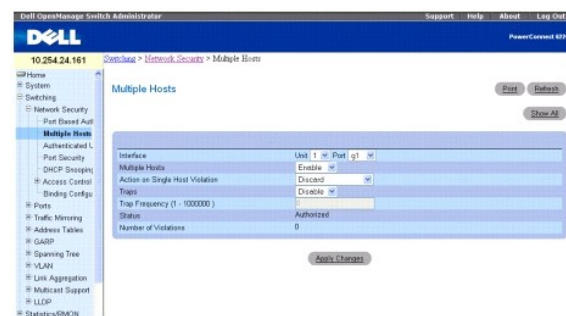 Dell OpenManage Switch Administrator
Support Help About Log Out
DELL
PowerConnect 622
10.254.24.161
Switching > Network Security > Multiple Hosts
Home
System
Switching
Network Security
Port Based Auth
Multiple Hosts
Authenticated U
Port Security
DHCP Snooping
Access Control
Binding Configu
Ports
Traffic Mirroring
Address Tables
GARP
Spanning Tree
VLAN
Link Aggregation
Multicast Support
LLDP
Statistics/RMON
Multiple Hosts
Print Refresh
Show All
Interface Unit 1 Port g1
Multiple Hosts Enable
Action on Single Host Violation Discard
Traps Disable
Trap Frequency (1 - 1000000 ) 0
Status Authorized
Number of Violations 0
Apply Changes